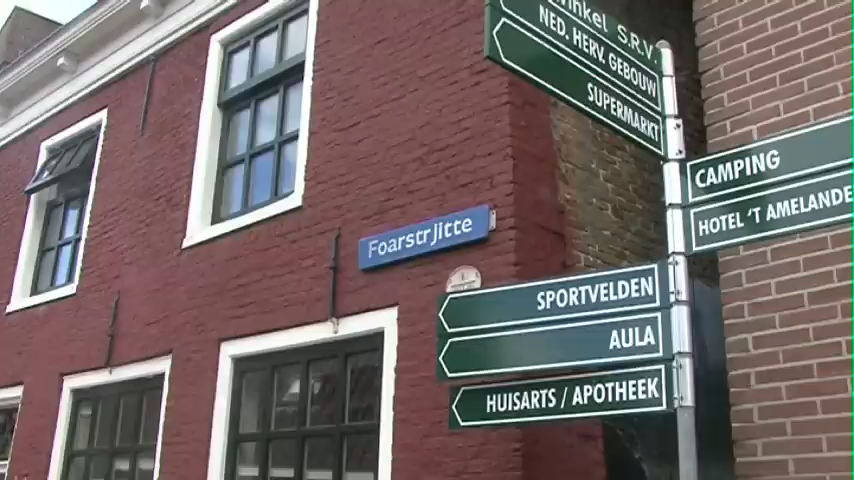 S.R.V.
NED. HERV. GEBOUW
SUPERMARKT
CAMPING
HOTEL 'T AMELANDE
Foarstrjitte
SPORTVELDEN
AULA
HUISARTS / APOTHEEK